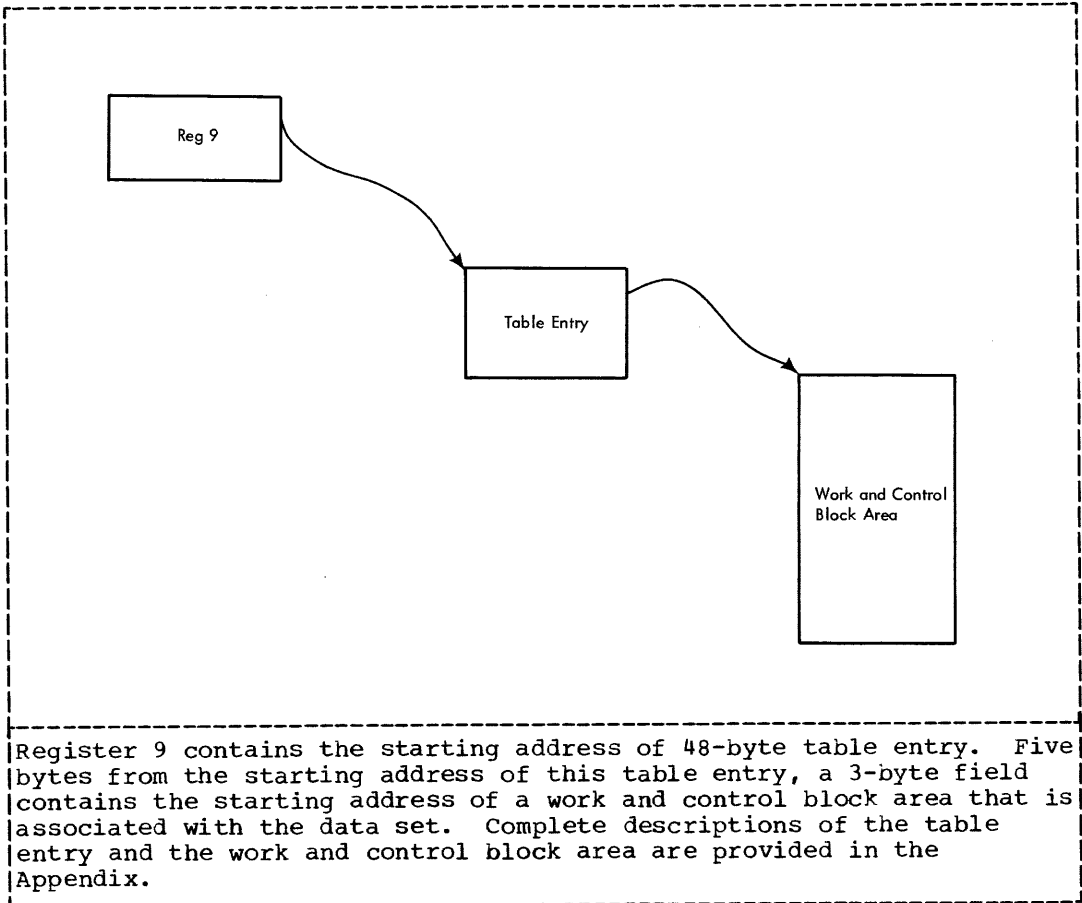 Reg 9
Table Entry
Work and Control
Block Area
Register 9 contains the starting address of 48-byte table entry. Five
bytes from the starting address of this table entry, a 3-byte field
contains the starting address of a work and control block area that is
associated with the data set. Complete descriptions of the table
entry and the work and control block area are provided in the
Appendix.